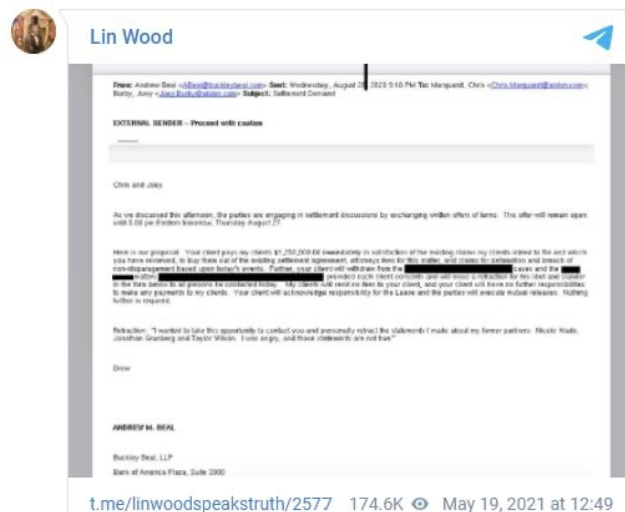 Lin Wood
From: Andrew Beal <ABeal@buckleybeal.com> Sent: Wednesday, August 26, 2020 5:10 PM To: Marquardt, Chris <Chris.Marquardt@alston.com>
Burby, Joey <Joey.Burby@alston.com> Subject: Settlement Demand
EXTERNAL SENDER – Proceed with caution
Chris and Joey
As we discussed this afternoon, the parties are engaging in settlement discussions by exchanging written offers of terms. This offer will remain open
until 5:00 pm Eastern tomorrow, Thursday August 27.
Here is our proposal. Your client pays my clients $1,250,000.00 immediately in satisfaction of the existing claims my clients intend to file and which
you have reviewed, to buy them out of the existing settlement agreement, attorneys fees for this matter, and claims for defamation and breach of
non-disparagement based upon today's events. Further, your client will withdraw from the cases and the
matters provided each client consents and will issue a retraction for his libel and slander
in the form below to all persons he contacted today. My clients will remit no fees to your client, and your client will have no further responsibilities
to make any payments to my clients. Your client will acknowledge responsibility for the Lease and the parties will execute mutual releases. Nothing
further is required.
Retraction: "I wanted to take this opportunity to contact you and personally retract the statements I made about my former partners Nicole Wade,
Jonathan Grunberg and Taylor Wilson. I was angry, and those statements are not true"
Drew
ANDREW M. BEAL
Buckley Beal, LLP
Bank of America Plaza, Suite 3900
t.me/linwoodspeakstruth/2577 174.6K May 19, 2021 at 12:49